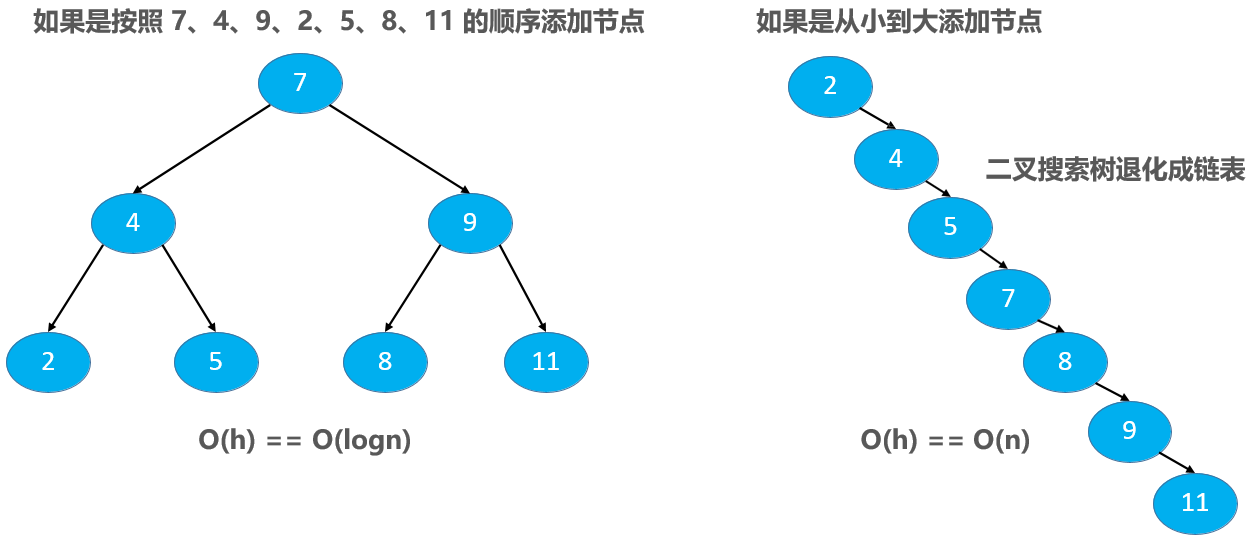 如果是按照 7、4、9、2、5、8、11 的顺序添加节点
7
4
9
2
5
8
11
O(h) == O(logn)
如果是从小到大添加节点
2
4
二叉搜索树退化成链表
5
7
8
9
O(h) == O(n)
11